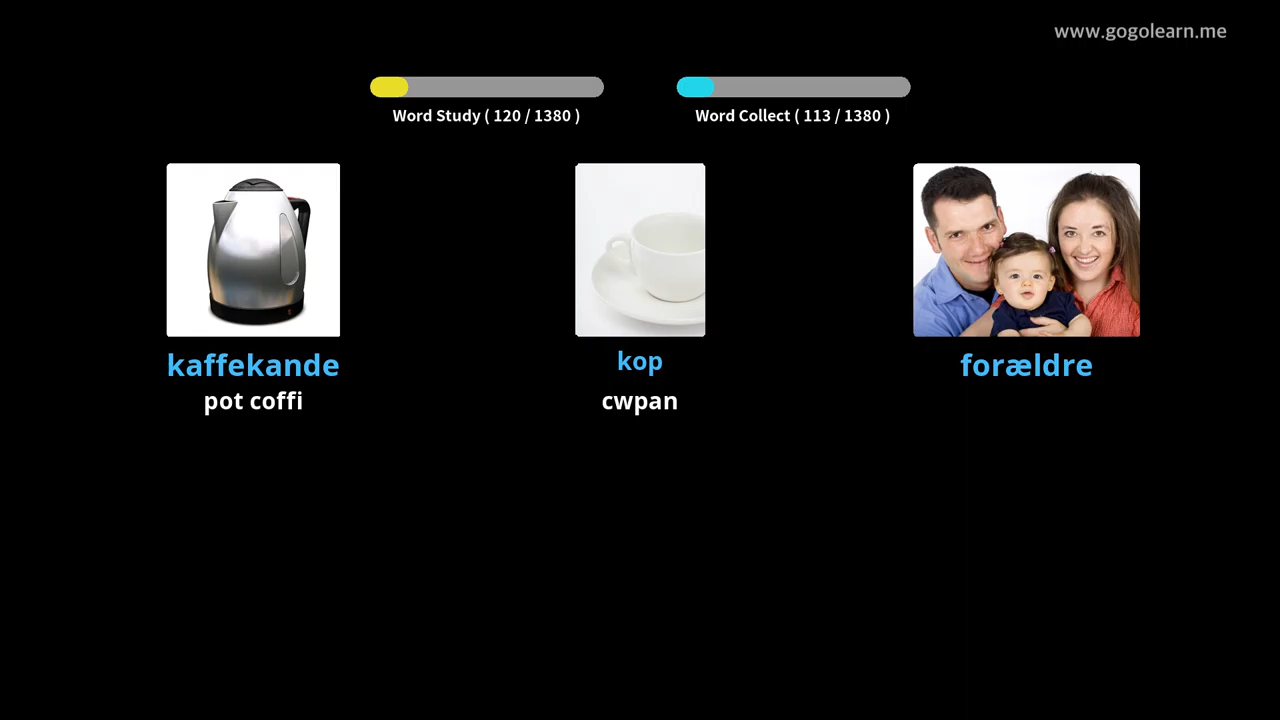 www.gogolearn.me
Word Study ( 120 / 1380 )
Word Collect ( 113 / 1380 )
kaffekande
kop
forældre
pot coffi
cwpan